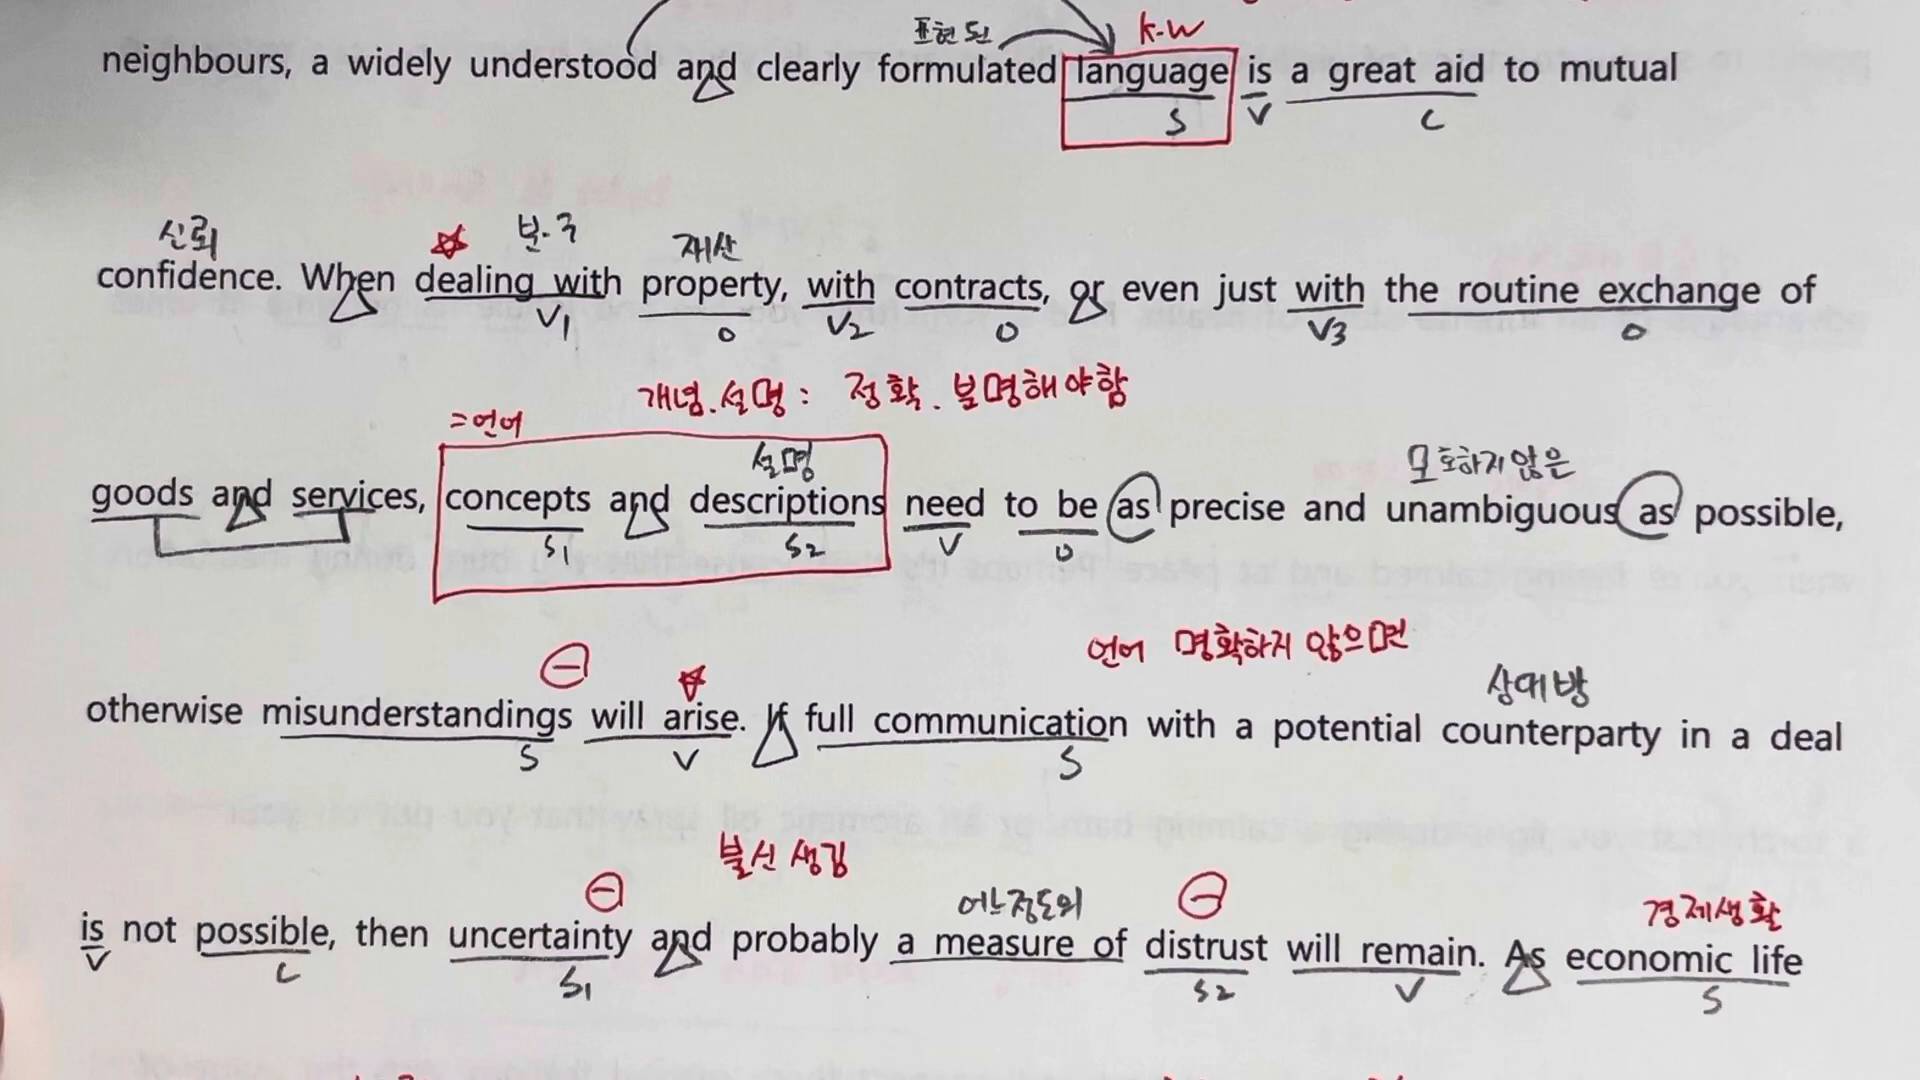 표현 된 k-w
neighbours, a widely understood and clearly formulated language is a great aid to mutual
S V C
신뢰 분·구 재산
confidence. When dealing with property, with contracts, or even just with the routine exchange of
V1 O V2 O V3 O
개념.설명: 정확.분명해야함
=언어 설명 모호하지 않은
goods and services, concepts and descriptions need to be as precise and unambiguous as possible,
S1 S2 V O
언어 명확하지 않으면
상대방
otherwise misunderstandings will arise. If full communication with a potential counterparty in a deal
S V S
불신 생김 어느정도의 경제생활
is not possible, then uncertainty and probably a measure of distrust will remain. As economic life
V C S1 S2 V S